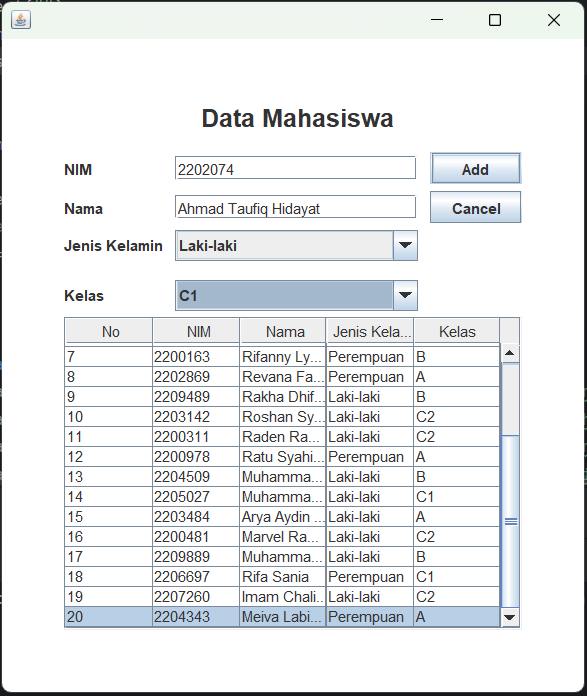 Data Mahasiswa
NIM 2202074 Add
Nama Ahmad Taufiq Hidayat Cancel
Jenis Kelamin Laki-laki
Kelas C1
No NIM Nama Jenis Kela... Kelas
7 2200163 Rifanny Ly... Perempuan B
8 2202869 Revana Fa... Perempuan A
9 2209489 Rakha Dhif... Laki-laki B
10 2203142 Roshan Sy... Laki-laki C2
11 2200311 Raden Ra... Laki-laki C2
12 2200978 Ratu Syahi... Perempuan A
13 2204509 Muhamma... Laki-laki B
14 2205027 Muhamma... Laki-laki C1
15 2203484 Arya Aydin ... Laki-laki A
16 2200481 Marvel Ra... Laki-laki C2
17 2209889 Muhamma... Laki-laki B
18 2206697 Rifa Sania Perempuan C1
19 2207260 Imam Chali... Laki-laki C2
20 2204343 Meiva Labi... Perempuan A